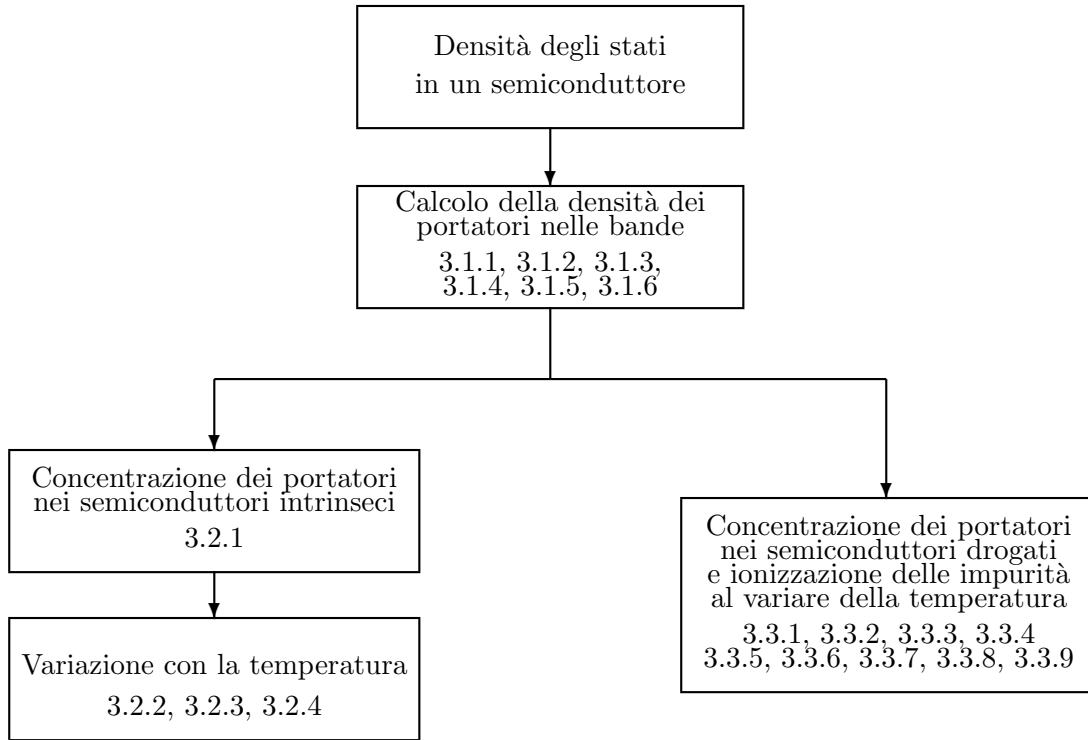 Densità degli stati
in un semiconduttore
Calcolo della densità dei
portatori nelle bande
3.1.1, 3.1.2, 3.1.3,
3.1.4, 3.1.5, 3.1.6
Concentrazione dei portatori
nei semiconduttori intrinseci
3.2.1
Variazione con la temperatura
3.2.2, 3.2.3, 3.2.4
Concentrazione dei portatori
nei semiconduttori drogati
e ionizzazione delle impurità
al variare della temperatura
3.3.1, 3.3.2, 3.3.3, 3.3.4
3.3.5, 3.3.6, 3.3.7, 3.3.8, 3.3.9